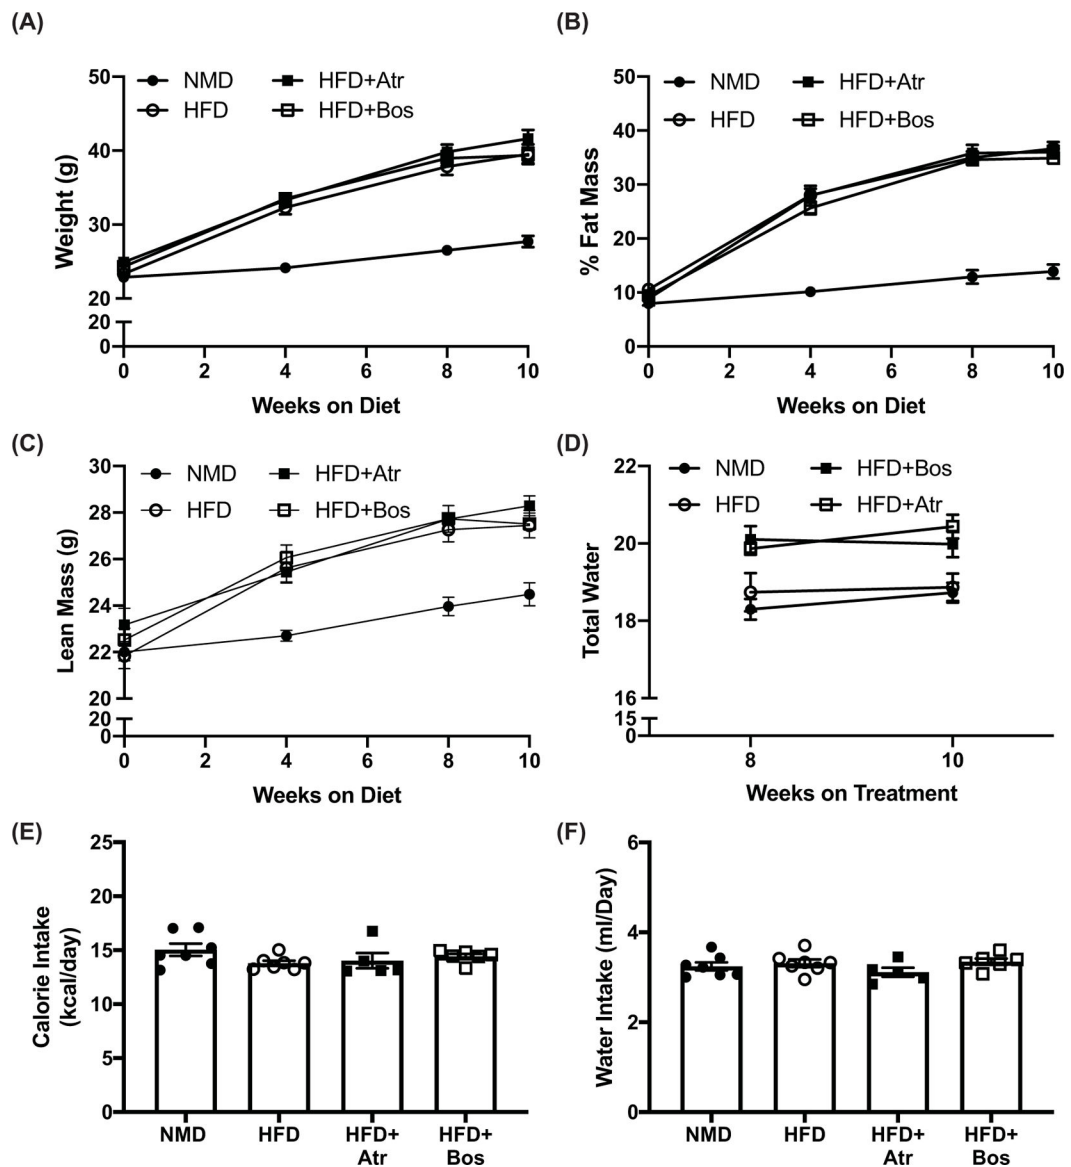 (A)
Weight (g)
50
40
30
20
20
0
NMD
HFD+Atr
HFD
HFD+Bos
0 2 4 6 8 10
Weeks on Diet
(B)
% Fat Mass
50
40
30
20
10
0
NMD
HFD+Atr
HFD
HFD+Bos
0 2 4 6 8 10
Weeks on Diet
(C)
Lean Mass (g)
30
28
26
24
22
20
20
0
NMD
HFD+Atr
HFD
HFD+Bos
0 2 4 6 8 10
Weeks on Diet
(D)
Total Water
22
20
18
16
15
0
NMD
HFD+Bos
HFD
HFD+Atr
8 10
Weeks on Treatment
(E)
Calorie Intake
(kcal/day)
25
20
15
10
5
0
NMD
HFD
HFD+
Atr
HFD+
Bos
(F)
Water Intake (ml/Day)
6
4
2
0
NMD
HFD
HFD+
Atr
HFD+
Bos